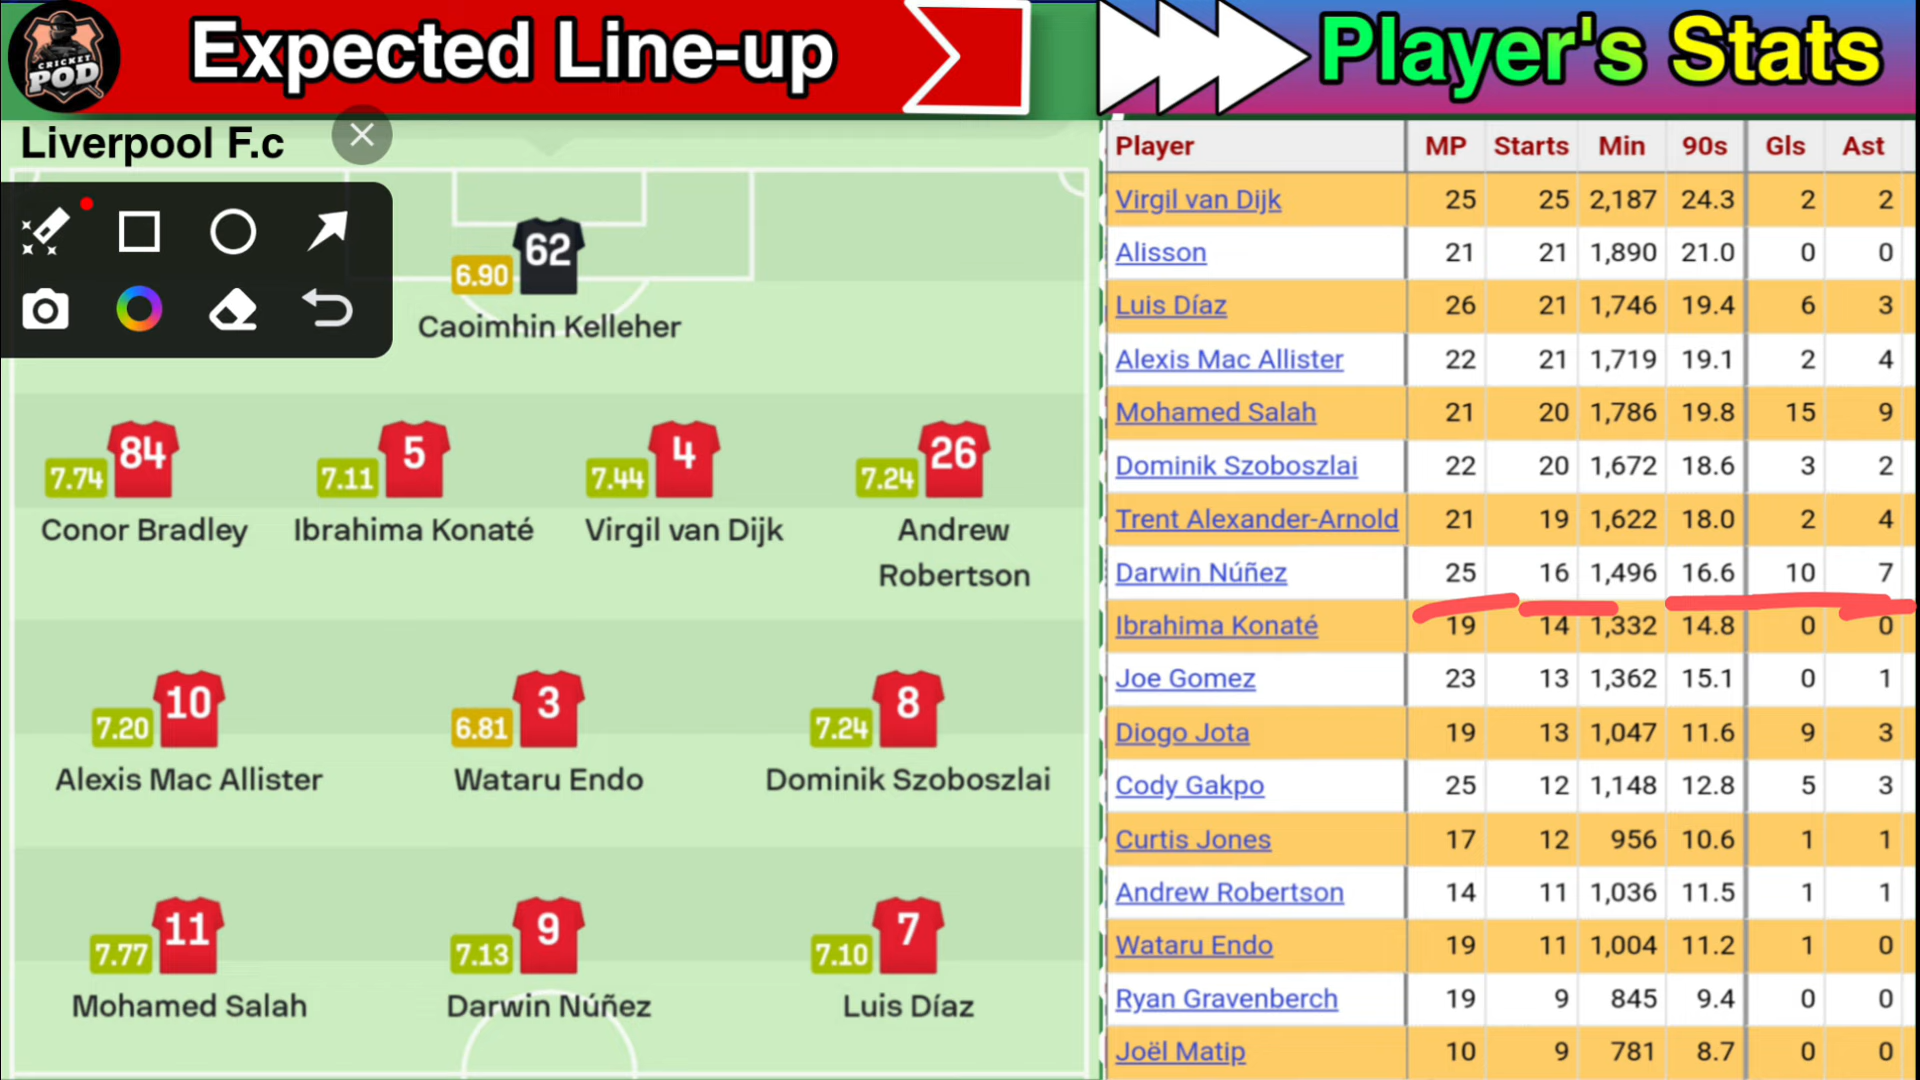 CRICKET
POD
Expected Line-up
Player's Stats
Liverpool F.c
62
6.90
Caoimhin Kelleher
84
5
4
26
7.74
7.11
7.44
7.24
Conor Bradley
Ibrahima Konaté
Virgil van Dijk
Andrew
Robertson
10
3
8
7.20
6.81
7.24
Alexis Mac Allister
Wataru Endo
Dominik Szoboszlai
11
9
7
7.77
7.13
7.10
Mohamed Salah
Darwin Núñez
Luis Díaz
Player MP Starts Min 90s Gls Ast
Virgil van Dijk 25 25 2,187 24.3 2 2
Alisson 21 21 1,890 21.0 0 0
Luis Díaz 26 21 1,746 19.4 6 3
Alexis Mac Allister 22 21 1,719 19.1 2 4
Mohamed Salah 21 20 1,786 19.8 15 9
Dominik Szoboszlai 22 20 1,672 18.6 3 2
Trent Alexander-Arnold 21 19 1,622 18.0 2 4
Darwin Núñez 25 16 1,496 16.6 10 7
Ibrahima Konaté 19 14 1,332 14.8 0 0
Joe Gomez 23 13 1,362 15.1 0 1
Diogo Jota 19 13 1,047 11.6 9 3
Cody Gakpo 25 12 1,148 12.8 5 3
Curtis Jones 17 12 956 10.6 1 1
Andrew Robertson 14 11 1,036 11.5 1 1
Wataru Endo 19 11 1,004 11.2 1 0
Ryan Gravenberch 19 9 845 9.4 0 0
Joël Matip 10 9 781 8.7 0 0